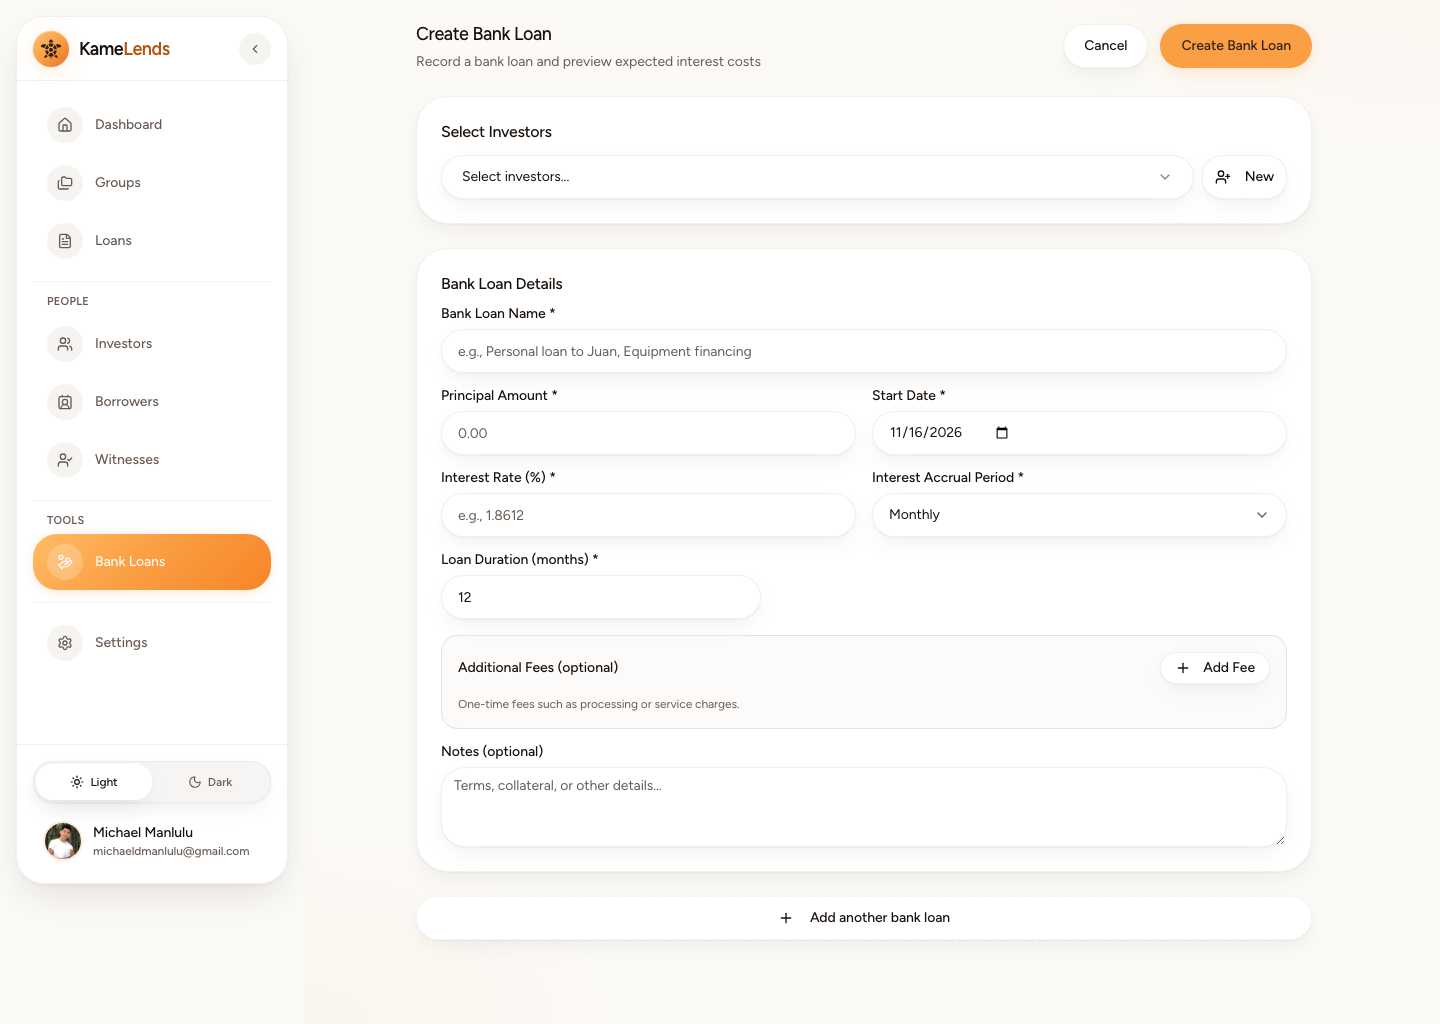 KameLends
Dashboard
Groups
Loans
PEOPLE
Investors
Borrowers
Witnesses
TOOLS
Bank Loans
Settings
Light
Dark
Michael Manlulu
michaeldmanlulu@gmail.com
Create Bank Loan
Record a bank loan and preview expected interest costs
Cancel
Create Bank Loan
Select Investors
Select investors...
New
Bank Loan Details
Bank Loan Name *
e.g., Personal loan to Juan, Equipment financing
Principal Amount *
0.00
Start Date *
11/16/2026
Interest Rate (%) *
e.g., 1.8612
Interest Accrual Period *
Monthly
Loan Duration (months) *
12
Additional Fees (optional)
Add Fee
One-time fees such as processing or service charges.
Notes (optional)
Terms, collateral, or other details...
Add another bank loan